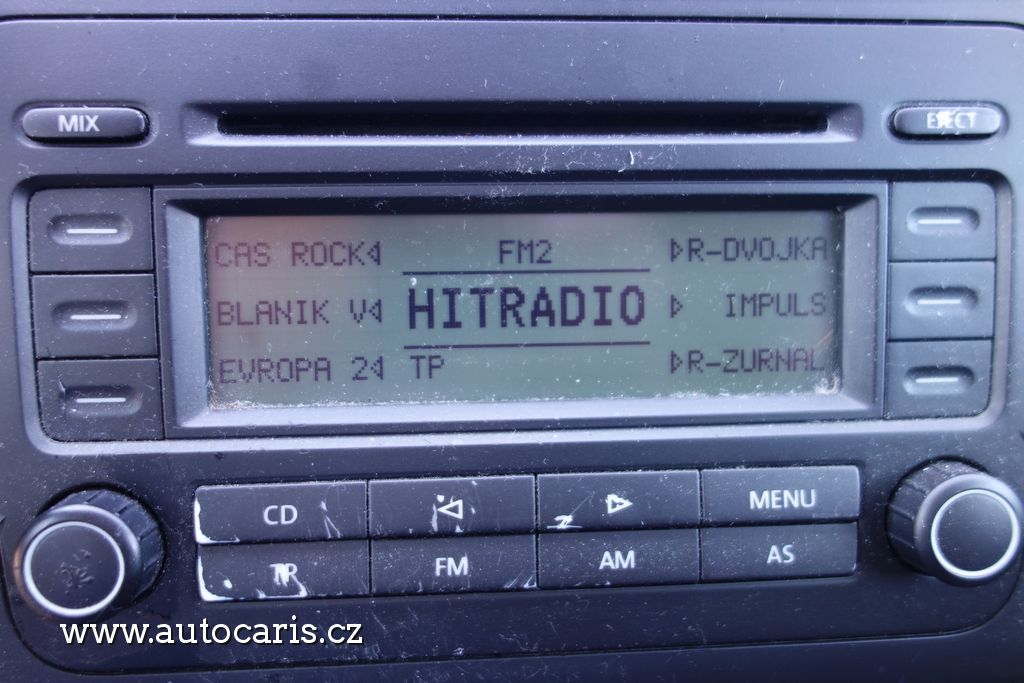 MIX
EJECT
CAS ROCK FM2 R-DVOJKA
BLANIK V HITRADIO IMPULS
EVROPA 2 TP R-ZURNAL
CD MENU
TP FM AM AS
www.autocaris.cz